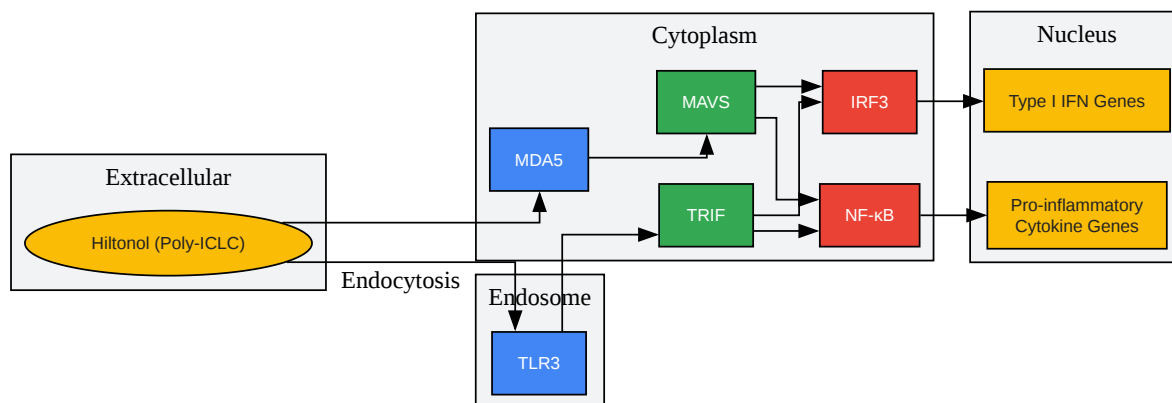 Extracellular
Hiltonol (Poly-ICLC)
Endocytosis
Cytoplasm
MDA5
MAVS
TRIF
IRF3
NF-κB
Endosome
TLR3
Nucleus
Type I IFN Genes
Pro-inflammatory
Cytokine Genes